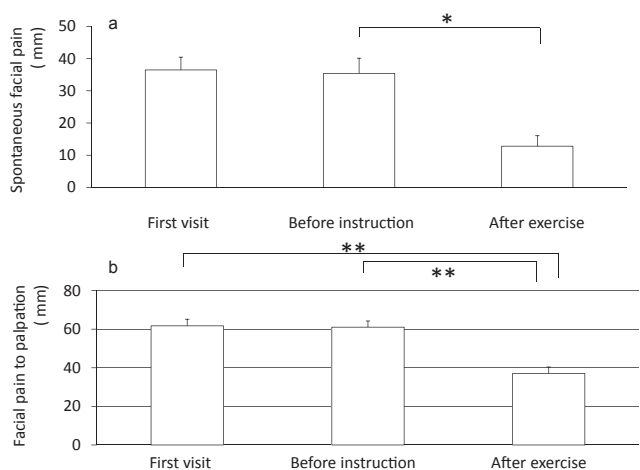 a
Spontaneous facial pain
( mm)
50
40
30
20
10
0
*
First visit
Before instruction
After exercise
b
Facial pain to palpation
( mm)
80
60
40
20
0
**
**
First visit
Before instruction
After exercise